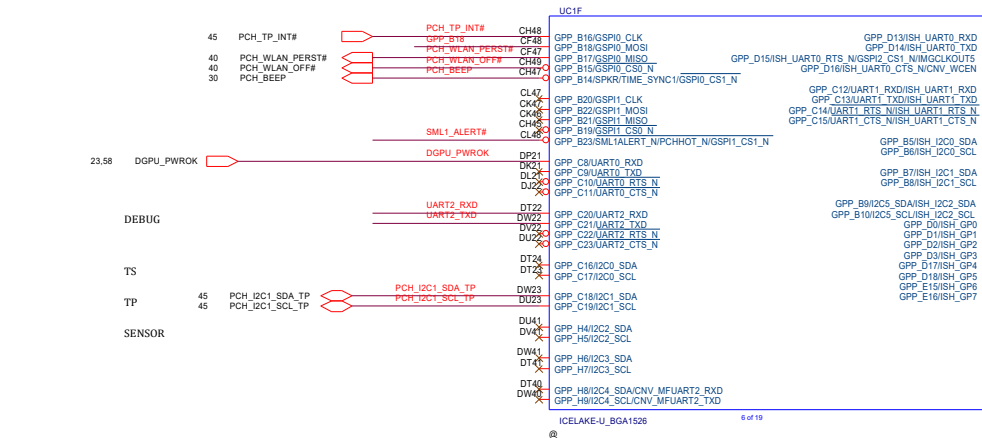 UC1F
45 PCH_TP_INT# PCH_TP_INT# CH48 GPP_B16/GSPI0_CLK GPP_D13/ISH_UART0_RXD
GPP_B18 CF48 GPP_B18/GSPI0_MOSI GPP_D14/ISH_UART0_TXD
40 PCH_WLAN_PERST# PCH_WLAN_PERST# CF47 GPP_B17/GSPI0_MISO GPP_D15/ISH_UART0_RTS_N/GSPI2_CS1_N/IMGCLKOUT5
40 PCH_WLAN_OFF# PCH_WLAN_OFF# CH49 GPP_B15/GSPI0_CS0_N GPP_D16/ISH_UART0_CTS_N/CNV_WCEN
30 PCH_BEEP PCH_BEEP CH47 GPP_B14/SPKR/TIME_SYNC1/GSPI0_CS1_N
GPP_C12/UART1_RXD/ISH_UART1_RXD
CL47 GPP_B20/GSPI1_CLK GPP_C13/UART1_TXD/ISH_UART1_TXD
CK47 GPP_B22/GSPI1_MOSI GPP_C14/UART1_RTS_N/ISH_UART1_RTS_N
CK46 GPP_B21/GSPI1_MISO GPP_C15/UART1_CTS_N/ISH_UART1_CTS_N
CH45 GPP_B19/GSPI1_CS0_N
SML1_ALERT# CL48 GPP_B23/SML1ALERT_N/PCHHOT_N/GSPI1_CS1_N GPP_B5/ISH_I2C0_SDA
GPP_B6/ISH_I2C0_SCL
23,58 DGPU_PWROK DGPU_PWROK DP21 GPP_C8/UART0_RXD
DK21 GPP_C9/UART0_TXD GPP_B7/ISH_I2C1_SDA
DL21 GPP_C10/UART0_RTS_N GPP_B8/ISH_I2C1_SCL
DJ22 GPP_C11/UART0_CTS_N
GPP_B9/I2C5_SDA/ISH_I2C2_SDA
DEBUG UART2_RXD DT22 GPP_C20/UART2_RXD GPP_B10/I2C5_SCL/ISH_I2C2_SCL
UART2_TXD DW22 GPP_C21/UART2_TXD GPP_D0/ISH_GP0
DV22 GPP_C22/UART2_RTS_N GPP_D1/ISH_GP1
DU22 GPP_C23/UART2_CTS_N GPP_D2/ISH_GP2
GPP_D3/ISH_GP3
TS DT24 GPP_C16/I2C0_SDA GPP_D17/ISH_GP4
DT23 GPP_C17/I2C0_SCL GPP_D18/ISH_GP5
GPP_E15/ISH_GP6
TP 45 PCH_I2C1_SDA_TP PCH_I2C1_SDA_TP DW23 GPP_C18/I2C1_SDA GPP_E16/ISH_GP7
45 PCH_I2C1_SCL_TP PCH_I2C1_SCL_TP DU23 GPP_C19/I2C1_SCL
SENSOR DU41 GPP_H4/I2C2_SDA
DV41 GPP_H5/I2C2_SCL
DW41 GPP_H6/I2C3_SDA
DT41 GPP_H7/I2C3_SCL
DT40 GPP_H8/I2C4_SDA/CNV_MFUART2_RXD
DW40 GPP_H9/I2C4_SCL/CNV_MFUART2_TXD
ICELAKE-U_BGA1526 6 of 19
@